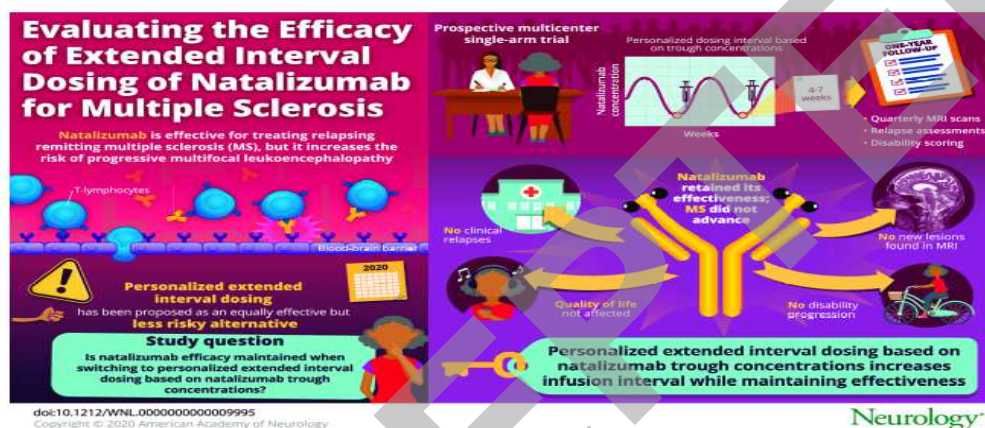 Evaluating the Efficacy
of Extended Interval
Dosing of Natalizumab
for Multiple Sclerosis
Natalizumab is effective for treating relapsing
remitting multiple sclerosis (MS), but it increases the
risk of progressive multifocal leukoencephalopathy
T-lymphocytes
Blood-brain barrier
2020
Personalized extended
interval dosing
has been proposed as an equally effective but
less risky alternative
Study question
Is natalizumab efficacy maintained when
switching to personalized extended interval
dosing based on natalizumab trough
concentrations?
Prospective multicenter
single-arm trial
Personalized dosing interval based
on trough concentrations
Natalizumab
concentration
Weeks
4-7
weeks
ONE-YEAR
FOLLOW-UP
• Quarterly MRI scans
• Relapse assessments
• Disability scoring
Natalizumab
retained its
effectiveness;
MS did not
advance
No clinical
relapses
No new lesions
found in MRI
Quality of life
not affected
No disability
progression
Personalized extended interval dosing based on
natalizumab trough concentrations increases
infusion interval while maintaining effectiveness
doi:10.1212/WNL.0000000000009995
Copyright © 2020 American Academy of Neurology
Neurology